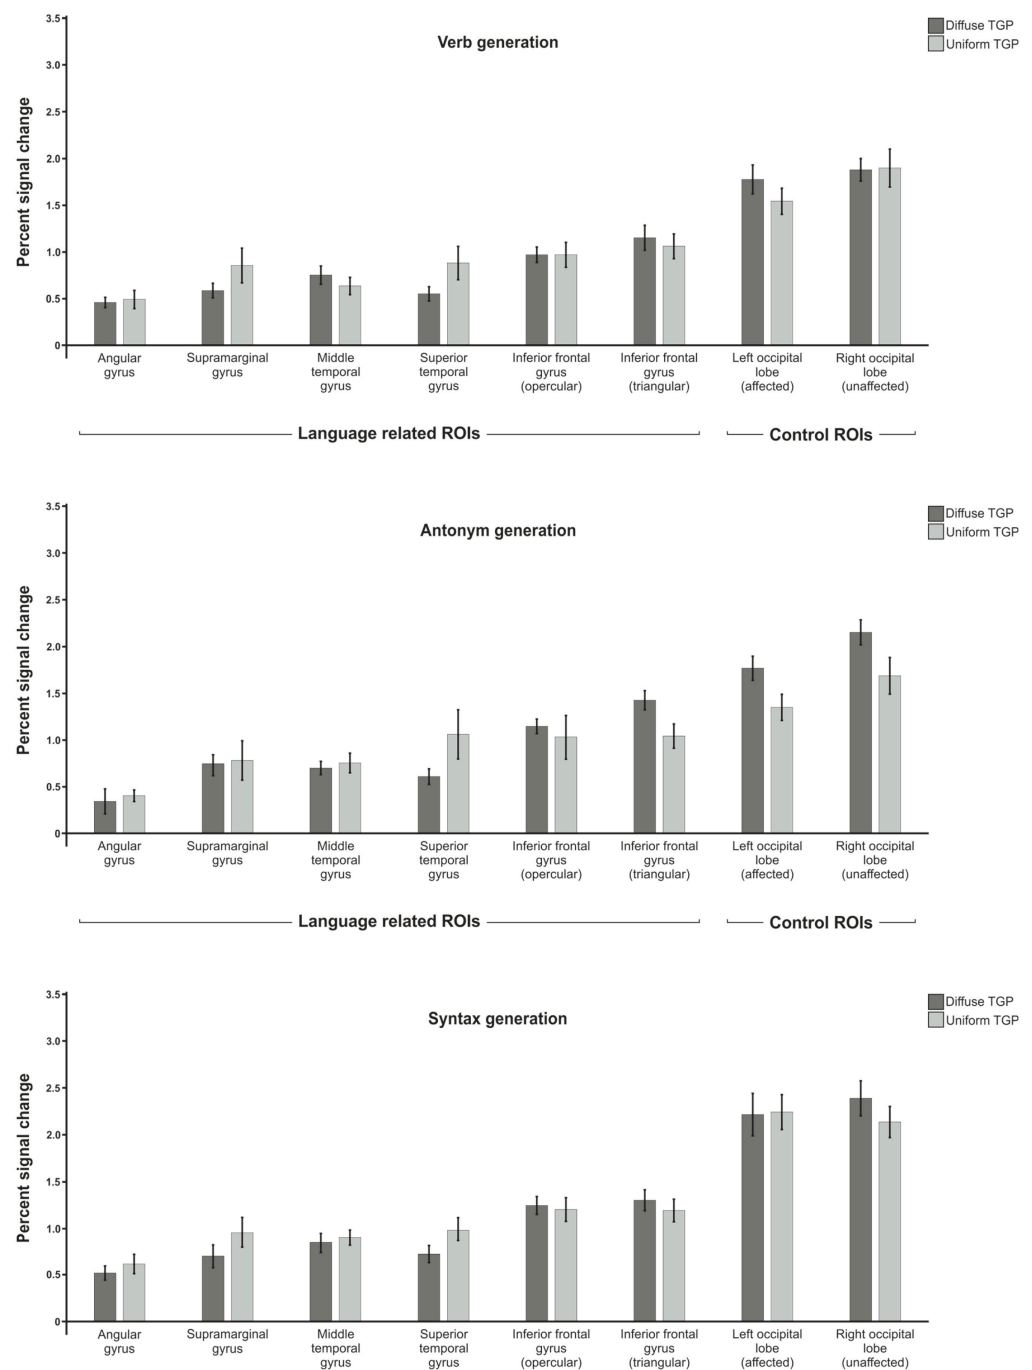 Verb generation
Diffuse TGP
Uniform TGP
Percent signal change
3.5
3.0
2.5
2.0
1.5
1.0
0.5
0
Angular
gyrus
Supramarginal
gyrus
Middle
temporal
gyrus
Superior
temporal
gyrus
Inferior frontal
gyrus
(opercular)
Inferior frontal
gyrus
(triangular)
Left occipital
lobe
(affected)
Right occipital
lobe
(unaffected)
Language related ROIs
Control ROIs
Antonym generation
Diffuse TGP
Uniform TGP
Percent signal change
3.5
3.0
2.5
2.0
1.5
1.0
0.5
0
Angular
gyrus
Supramarginal
gyrus
Middle
temporal
gyrus
Superior
temporal
gyrus
Inferior frontal
gyrus
(opercular)
Inferior frontal
gyrus
(triangular)
Left occipital
lobe
(affected)
Right occipital
lobe
(unaffected)
Language related ROIs
Control ROIs
Syntax generation
Diffuse TGP
Uniform TGP
Percent signal change
3.5
3.0
2.5
2.0
1.5
1.0
0.5
0
Angular
gyrus
Supramarginal
gyrus
Middle
temporal
gyrus
Superior
temporal
gyrus
Inferior frontal
gyrus
(opercular)
Inferior frontal
gyrus
(triangular)
Left occipital
lobe
(affected)
Right occipital
lobe
(unaffected)